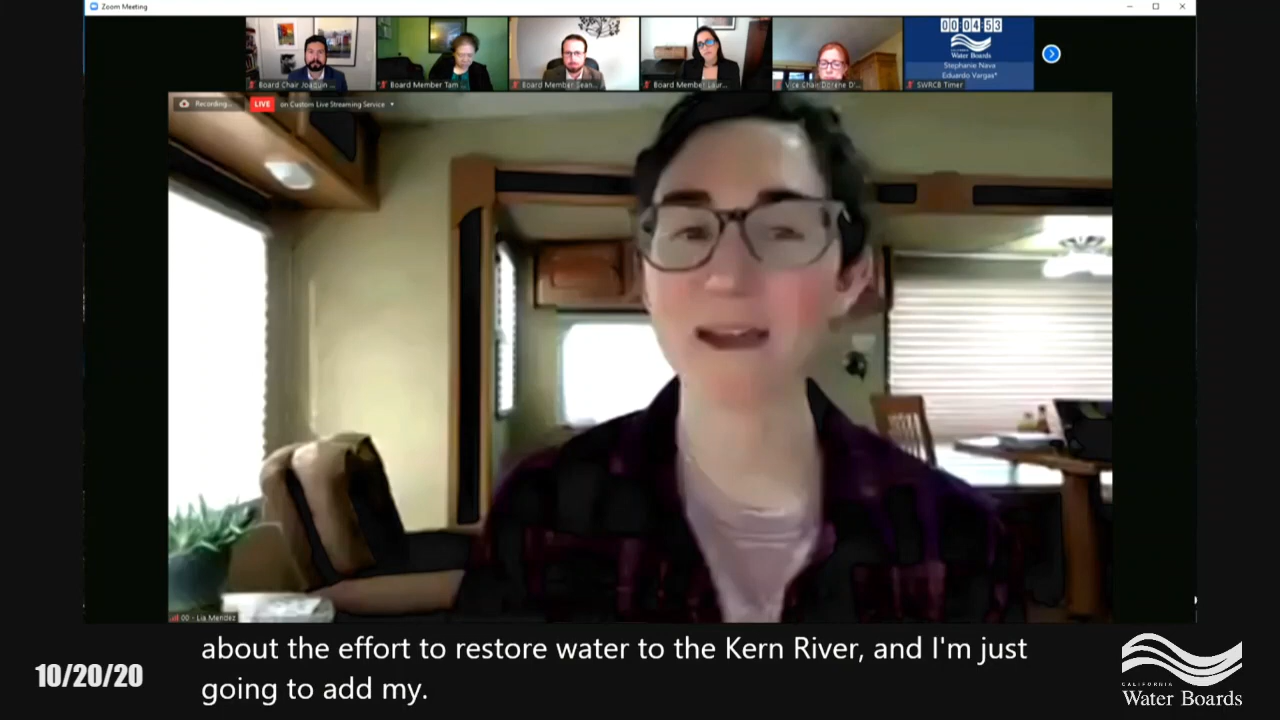 Zoom Meeting
00:04:53
CALIFORNIA
Water Boards
Stephanie Nava
Eduardo Vargas*
Board Chair Joaquin ...
Board Member Tam ...
Board Member Sean...
Board Member Laur...
Vice Chair Dorene D'...
SWRCB Timer
Recording...
LIVE
on Custom Live Streaming Service
00 - Lia Mendez
about the effort to restore water to the Kern River, and I'm just
going to add my.
10/20/20
CALIFORNIA
Water Boards